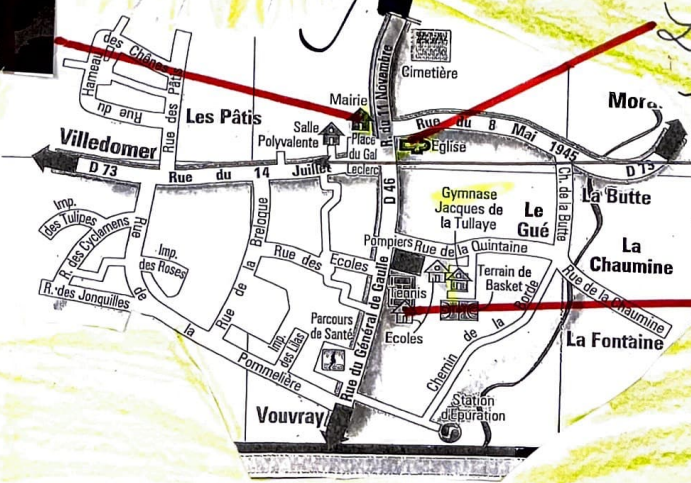 des Chênes
Hameau
Rue du
Rue des Pâtis
Les Pâtis
Villedomer
D 73
Rue du 14 Juillet
Salle
Polyvalente
Mairie
Place
du Gal
Leclerc
R. du 11 Novembre
Cimetière
Rue du 8 Mai 1945
Eglise
D 73
La Butte
Ch. de la Butte
D 46
Gymnase
Jacques de
la Tullaye
Le
Gué
La
Chaumine
Imp.
des Tulipes
R. des Cyclamens
R. des Jonquilles
Imp.
des Roses
Rue de la Pommelière
Rue de la Breloque
Rue des Ecoles
Pompiers
Rue de la Quintaine
Tennis
Terrain de
Basket
Rue de la Chaumine
La Fontaine
Parcours
de Santé
Imp.
des Lilas
Ecoles
Rue du Général de Gaulle
Chemin de la Borde
Vouvray
Station
d'Epuration